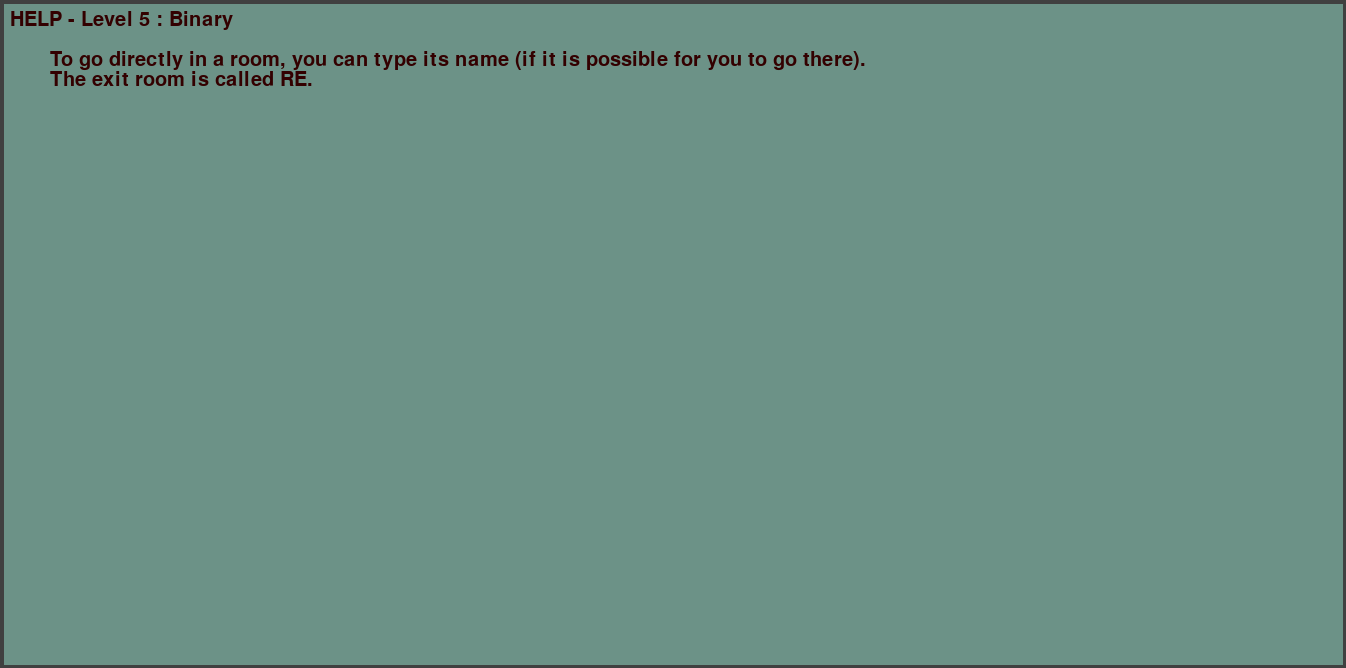 HELP - Level 5 : Binary
To go directly in a room, you can type its name (if it is possible for you to go there).
The exit room is called RE.